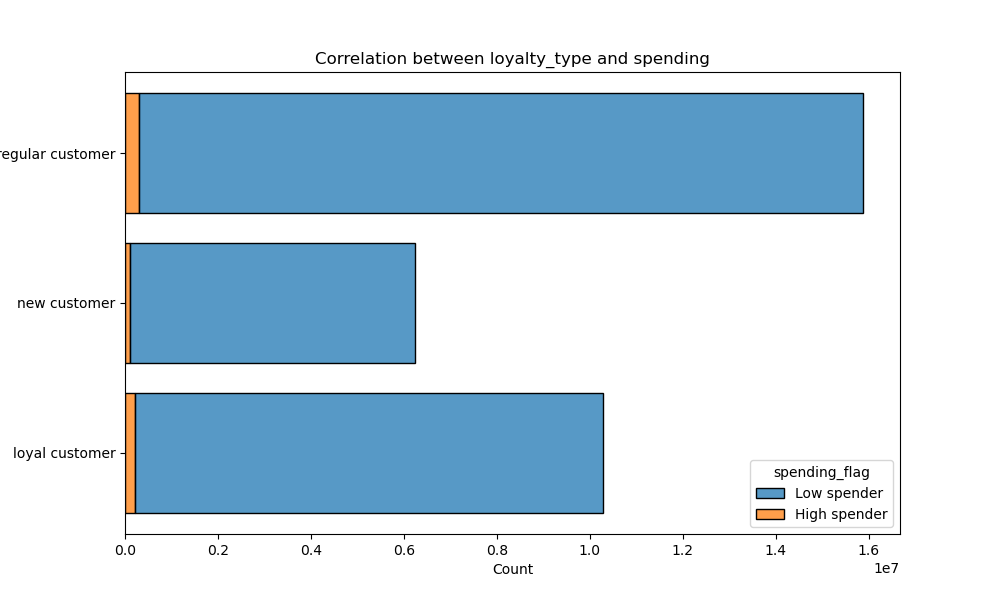 Correlation between loyalty_type and spending
regular customer
new customer
loyal customer
spending_flag
Low spender
High spender
0.0 0.2 0.4 0.6 0.8 1.0 1.2 1.4 1.6
1e7
Count